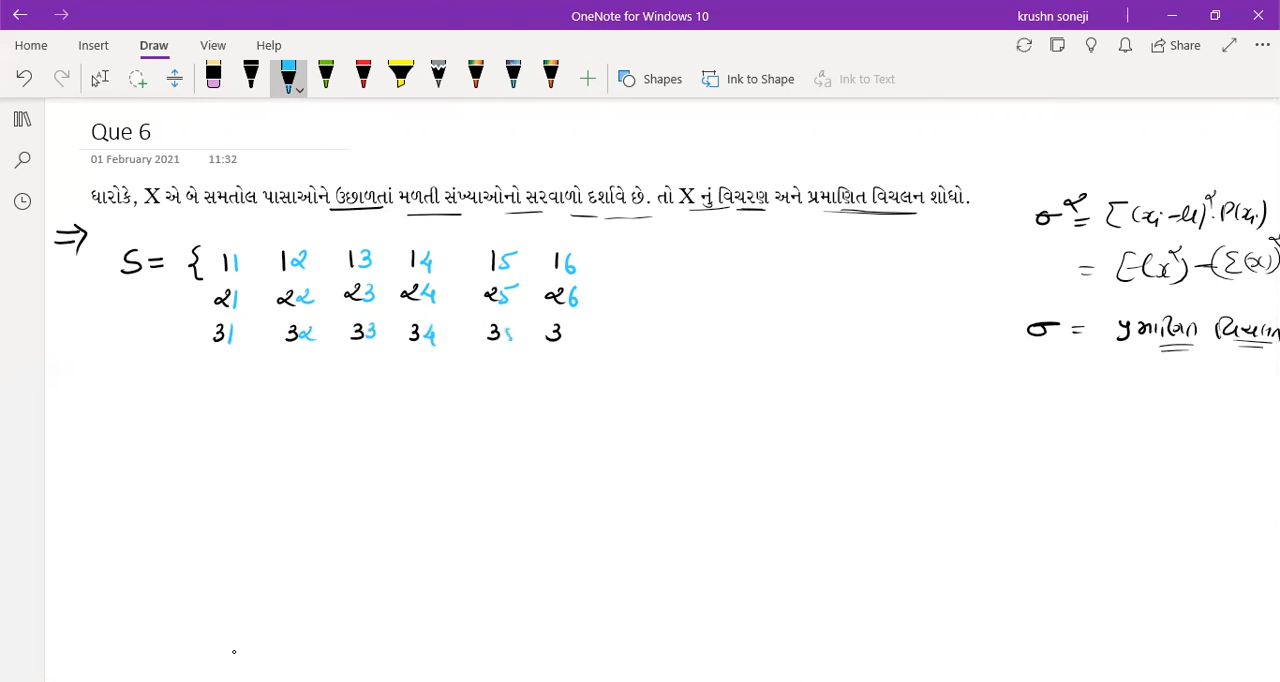 OneNote for Windows 10
krushn soneji
Home Insert Draw View Help
Share
Shapes Ink to Shape Ink to Text
Que 6
01 February 2021 11:32
ધારોકે, X એ બે સમતોલ પાસાઓને ઉછાળતાં મળતી સંખ્યાઓનો સરવાળો દર્શાવે છે. તો X નું વિચરણ અને પ્રમાણિત વિચલન શોધો.
σ² = Σ(xi - μ)². P(xi)
S = { 11 12 13 14 15 16
= E(x²) - (E(x))²
21 22 23 24 25 26
31 32 33 34 35 3
σ = પ્રમાણિત વિચલન